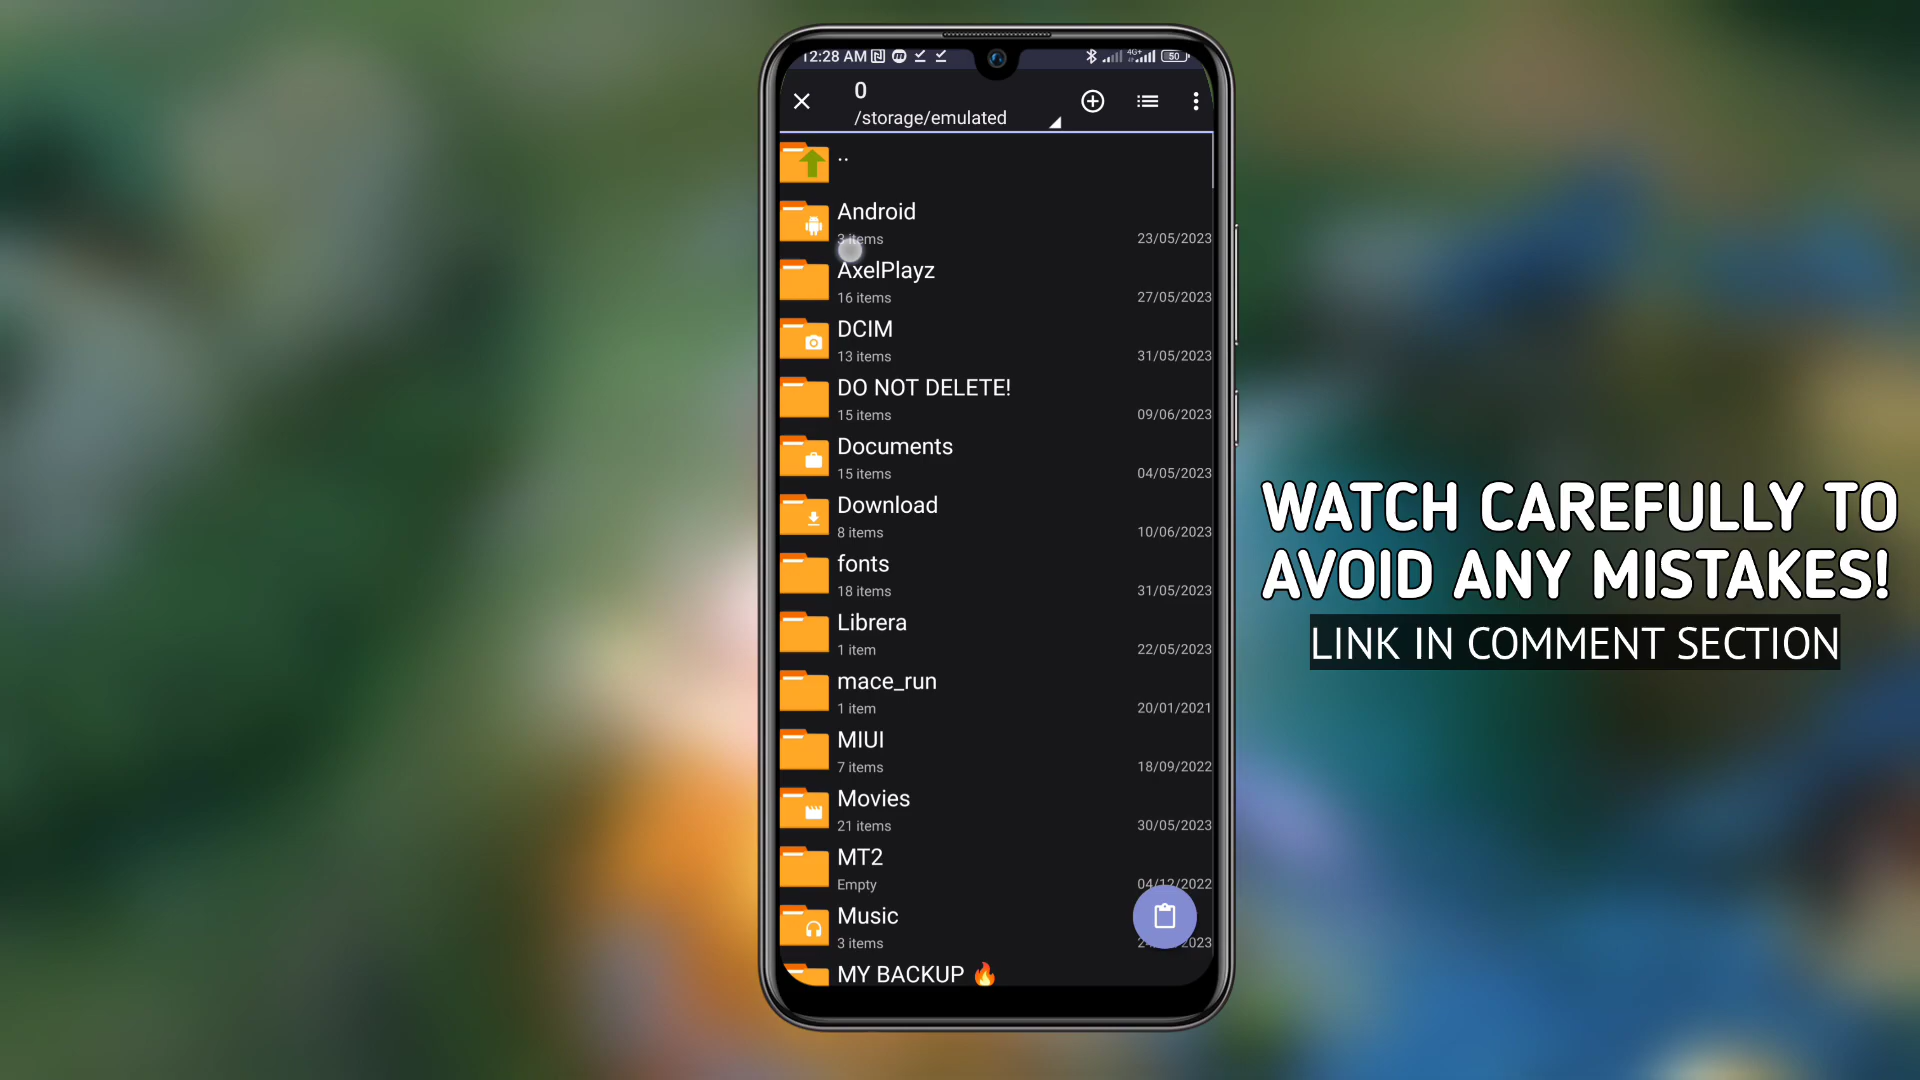 12:28 AM
4G+
50
0
/storage/emulated
..
Android
3 items
23/05/2023
AxelPlayz
16 items
27/05/2023
DCIM
13 items
31/05/2023
DO NOT DELETE!
15 items
09/06/2023
Documents
15 items
04/05/2023
Download
8 items
10/06/2023
fonts
18 items
31/05/2023
Librera
1 item
22/05/2023
mace_run
1 item
20/01/2021
MIUI
7 items
18/09/2022
Movies
21 items
30/05/2023
MT2
Empty
04/12/2022
Music
3 items
MY BACKUP 🔥
WATCH CAREFULLY TO
AVOID ANY MISTAKES!
LINK IN COMMENT SECTION